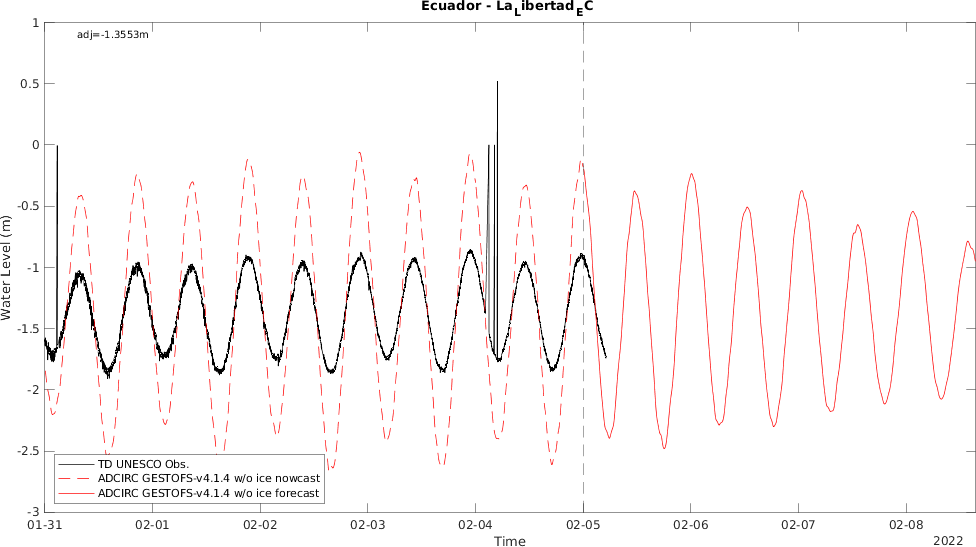 Ecuador - LaLibertadEC
adj=-1.3553m
1
0.5
0
-0.5
-1
-1.5
-2
-2.5
-3
Water Level (m)
TD UNESCO Obs.
ADCIRC GESTOFS-v4.1.4 w/o ice nowcast
ADCIRC GESTOFS-v4.1.4 w/o ice forecast
01-31 02-01 02-02 02-03 02-04 02-05 02-06 02-07 02-08
Time
2022